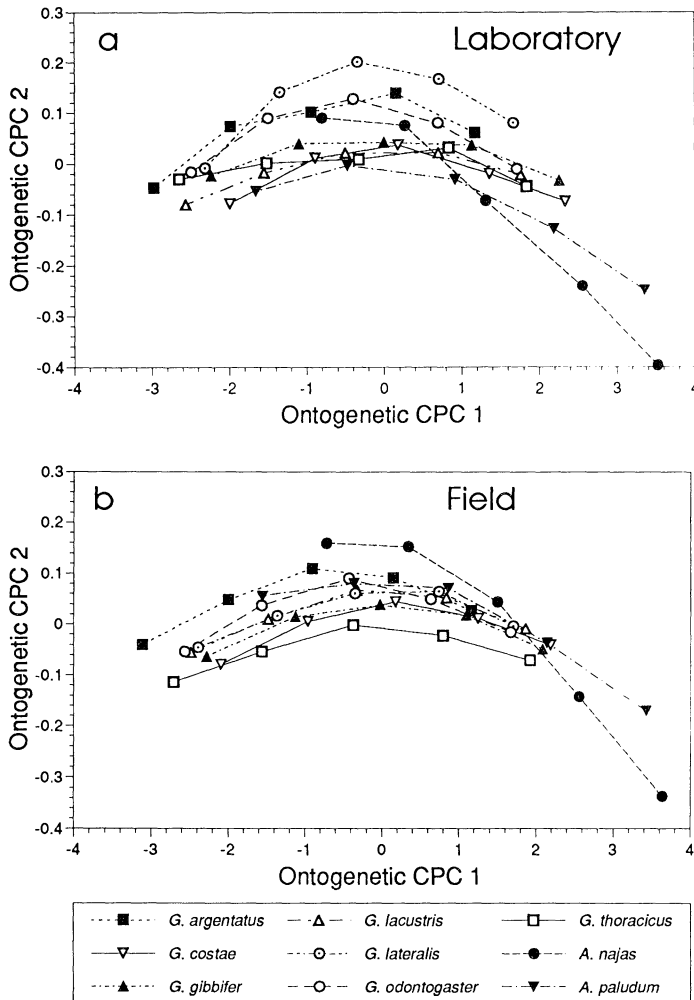 a
Laboratory
0.3
0.2
0.1
0
-0.1
-0.2
-0.3
-0.4
Ontogenetic CPC 2
-4 -3 -2 -1 0 1 2 3 4
Ontogenetic CPC 1
b
Field
0.3
0.2
0.1
0
-0.1
-0.2
-0.3
-0.4
Ontogenetic CPC 2
-4 -3 -2 -1 0 1 2 3 4
Ontogenetic CPC 1
G. argentatus G. lacustris G. thoracicus
G. costae G. lateralis A. najas
G. gibbifer G. odontogaster A. paludum